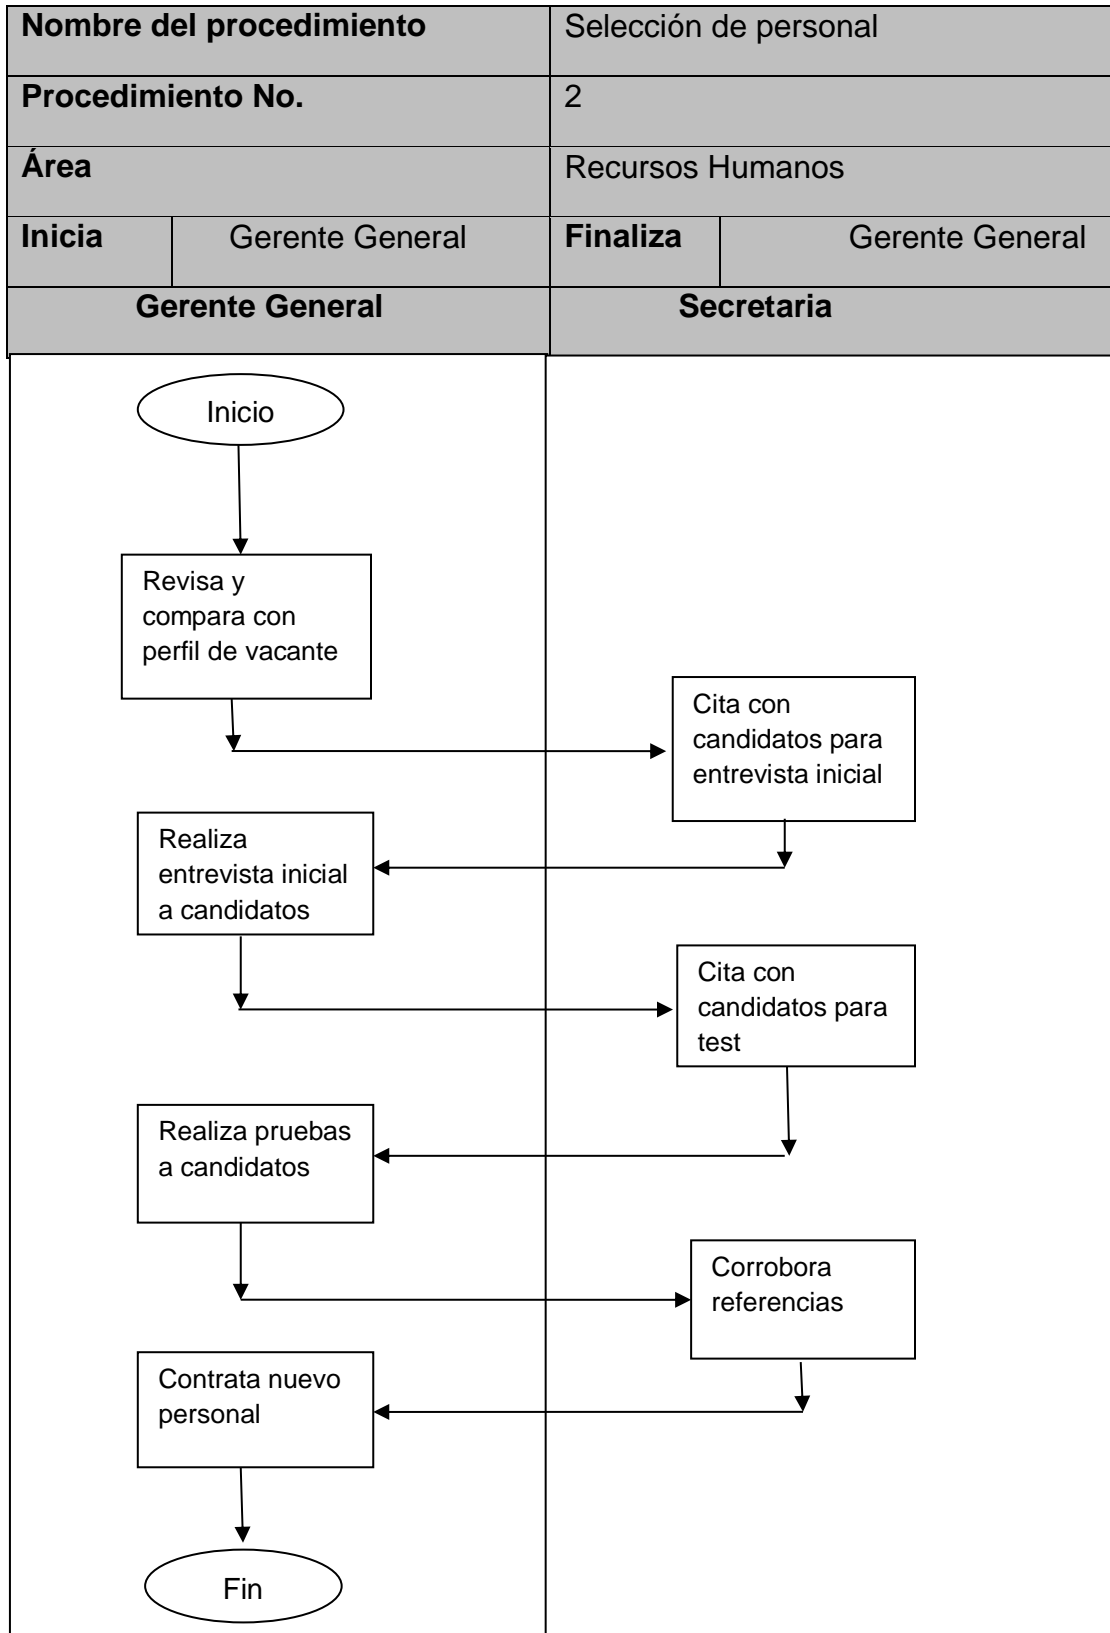 Nombre del procedimiento
Selección de personal
Procedimiento No.
2
Área
Recursos Humanos
Inicia
Gerente General
Finaliza
Gerente General
Gerente General
Secretaria
Inicio
Revisa y
compara con
perfil de vacante
Cita con
candidatos para
entrevista inicial
Realiza
entrevista inicial
a candidatos
Cita con
candidatos para
test
Realiza pruebas
a candidatos
Corrobora
referencias
Contrata nuevo
personal
Fin